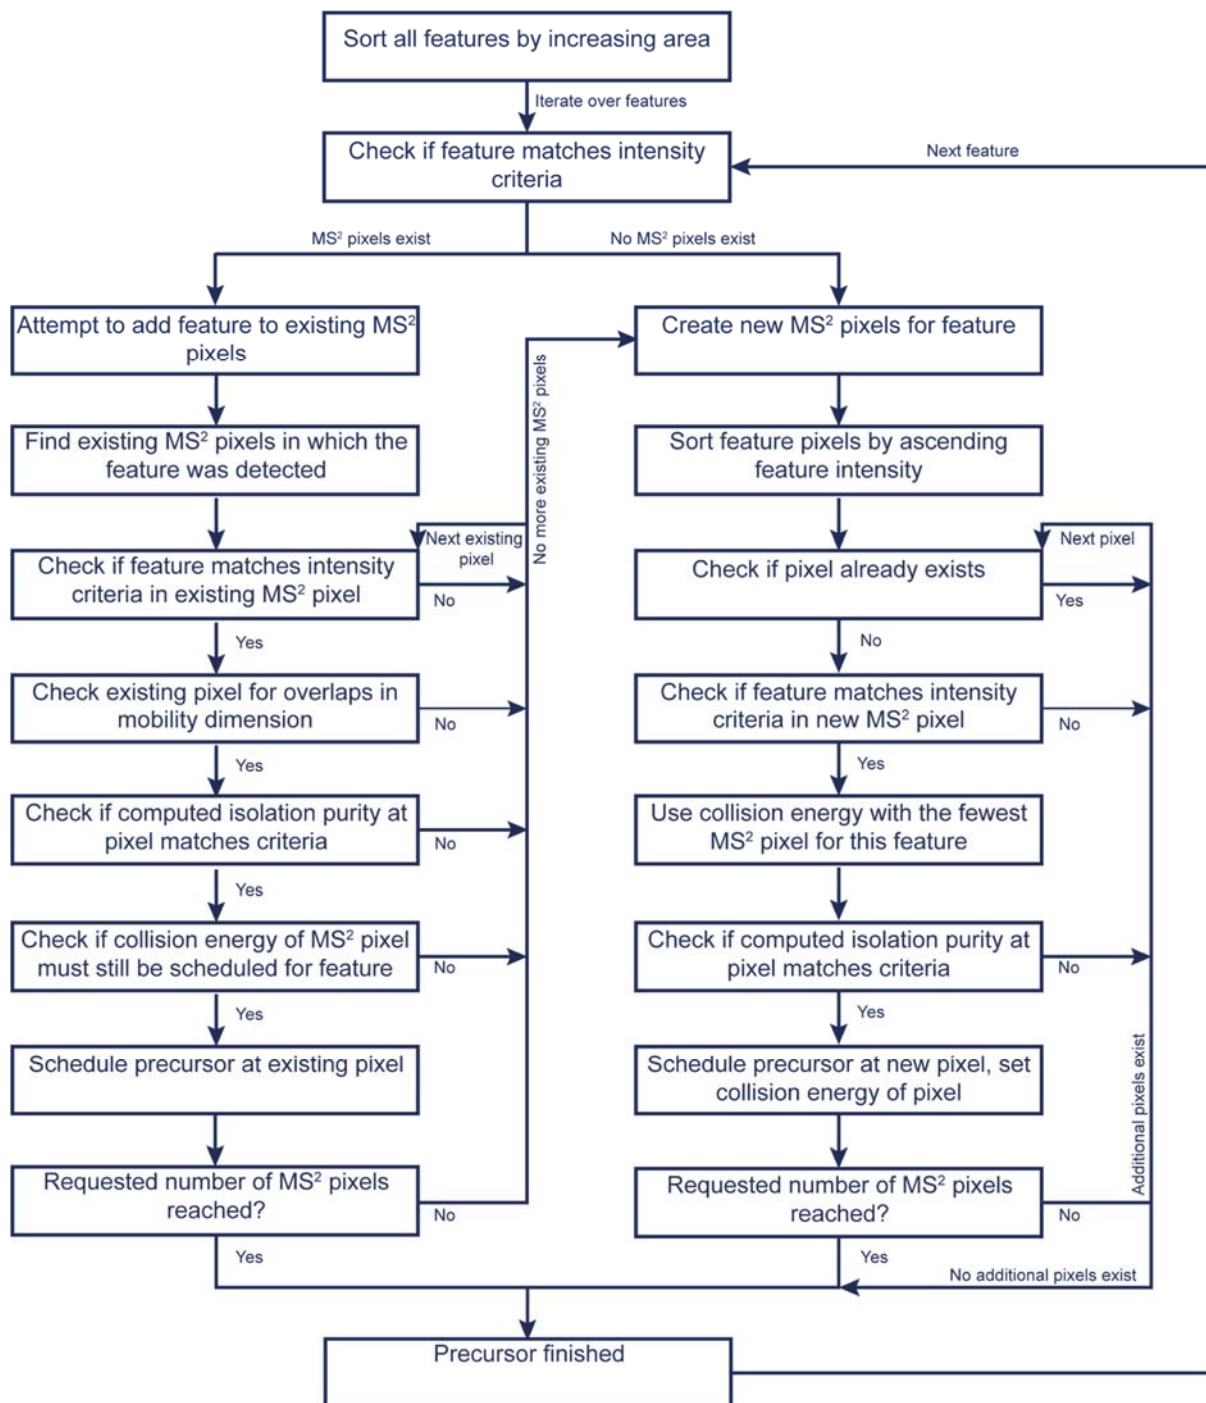 Sort all features by increasing area
Iterate over features
Check if feature matches intensity
criteria
Next feature
MS² pixels exist
No MS² pixels exist
Attempt to add feature to existing MS²
pixels
Find existing MS² pixels in which the
feature was detected
Next existing
pixel
Check if feature matches intensity
criteria in existing MS² pixel
No
Yes
Check existing pixel for overlaps in
mobility dimension
No
Yes
Check if computed isolation purity at
pixel matches criteria
No
Yes
Check if collision energy of MS² pixel
must still be scheduled for feature
No
Yes
Schedule precursor at existing pixel
Requested number of MS² pixels
reached?
No
Yes
No more existing MS² pixels
Create new MS² pixels for feature
Sort feature pixels by ascending
feature intensity
Next pixel
Check if pixel already exists
Yes
No
Check if feature matches intensity
criteria in new MS² pixel
No
Yes
Use collision energy with the fewest
MS² pixel for this feature
Check if computed isolation purity at
pixel matches criteria
No
Yes
Schedule precursor at new pixel, set
collision energy of pixel
Requested number of MS² pixels
reached?
No
Yes
Additional pixels exist
No additional pixels exist
Precursor finished